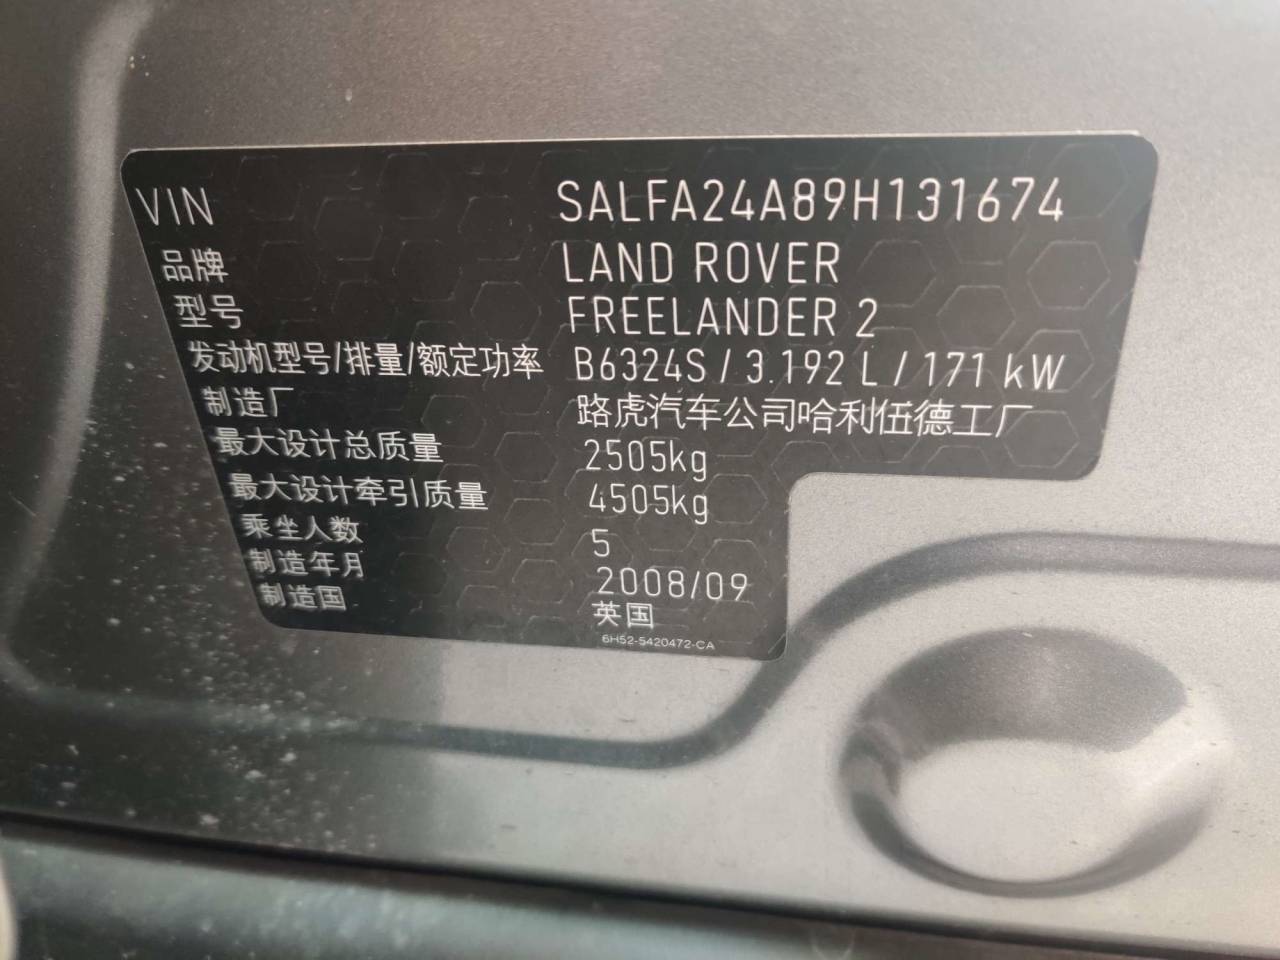 VIN SALFA24A89H131674
品牌 LAND ROVER
型号 FREELANDER 2
发动机型号/排量/额定功率 B6324S / 3.192 L / 171 kW
制造厂 路虎汽车公司哈利伍德工厂
最大设计总质量 2505kg
最大设计牵引质量 4505kg
乘坐人数 5
制造年月 2008/09
制造国 英国
6H52-5420472-CA